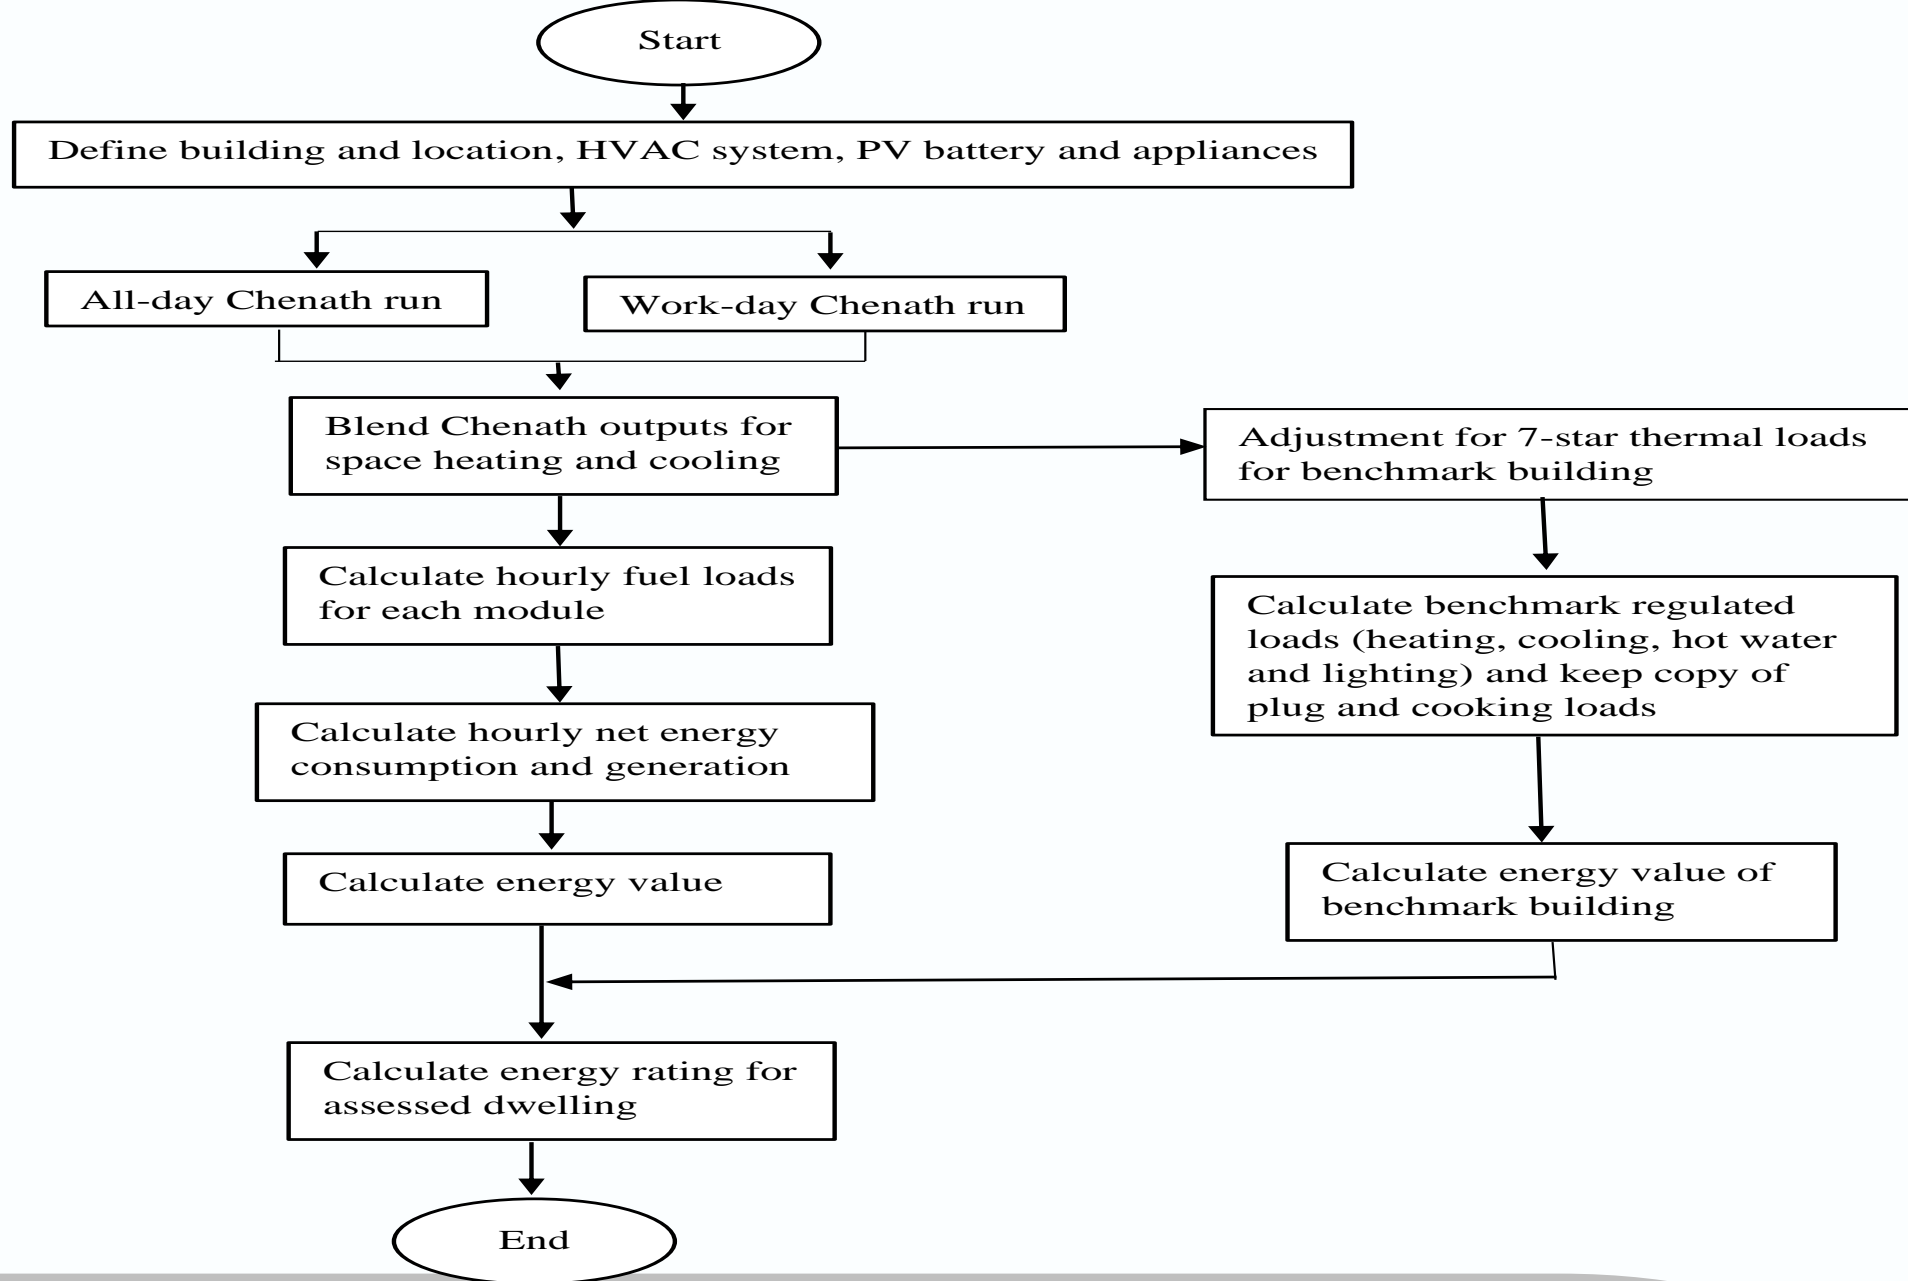 Start
Define building and location, HVAC system, PV battery and appliances
All-day Chenath run
Work-day Chenath run
Blend Chenath outputs for
space heating and cooling
Adjustment for 7-star thermal loads
for benchmark building
Calculate hourly fuel loads
for each module
Calculate benchmark regulated
loads (heating, cooling, hot water
and lighting) and keep copy of
plug and cooking loads
Calculate hourly net energy
consumption and generation
Calculate energy value
Calculate energy value of
benchmark building
Calculate energy rating for
assessed dwelling
End